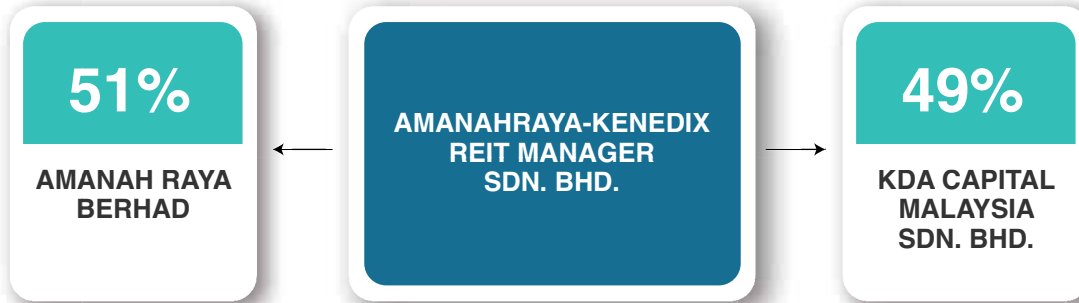 51%
AMANAH RAYA
BERHAD
AMANAHRAYA-KENEDIX
REIT MANAGER
SDN. BHD.
49%
KDA CAPITAL
MALAYSIA
SDN. BHD.